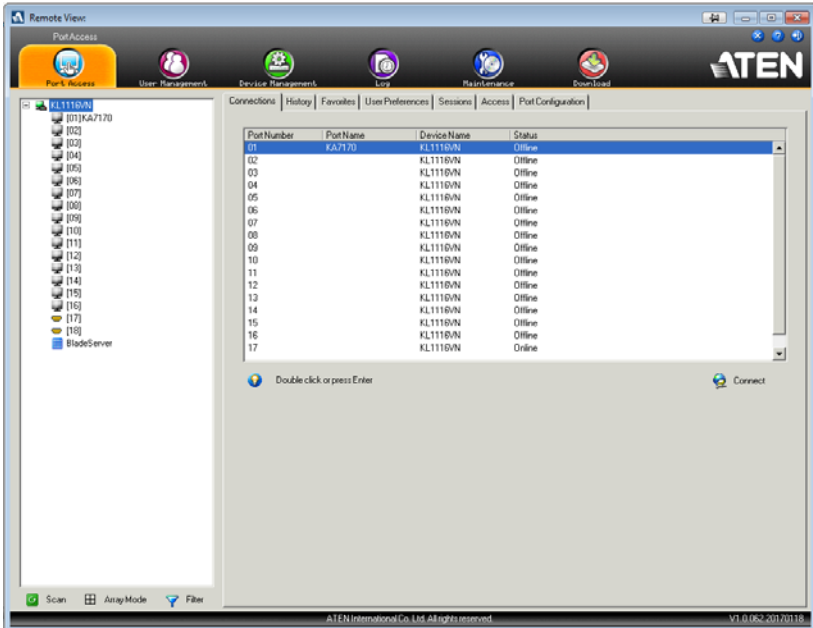 Remote View:
PortAccess
ATEN
Port Access User Management Device Management Log Maintenance Download
Connections History Favorites User Preferences Sessions Access Port Configuration
KL1116VN
[01]KA7170
[02]
[03]
[04]
[05]
[06]
[07]
[08]
[09]
[10]
[11]
[12]
[13]
[14]
[15]
[16]
[17]
[18]
BladeServer
Port Number Port Name Device Name Status
01 KA7170 KL1116VN Offline
02 KL1116VN Offline
03 KL1116VN Offline
04 KL1116VN Offline
05 KL1116VN Offline
06 KL1116VN Offline
07 KL1116VN Offline
08 KL1116VN Offline
09 KL1116VN Offline
10 KL1116VN Offline
11 KL1116VN Offline
12 KL1116VN Offline
13 KL1116VN Offline
14 KL1116VN Offline
15 KL1116VN Offline
16 KL1116VN Offline
17 KL1116VN Online
Double click or press Enter
Connect
Scan Array Mode Filter
ATEN International Co. Ltd. All rights reserved.
V1.0.062.20170118